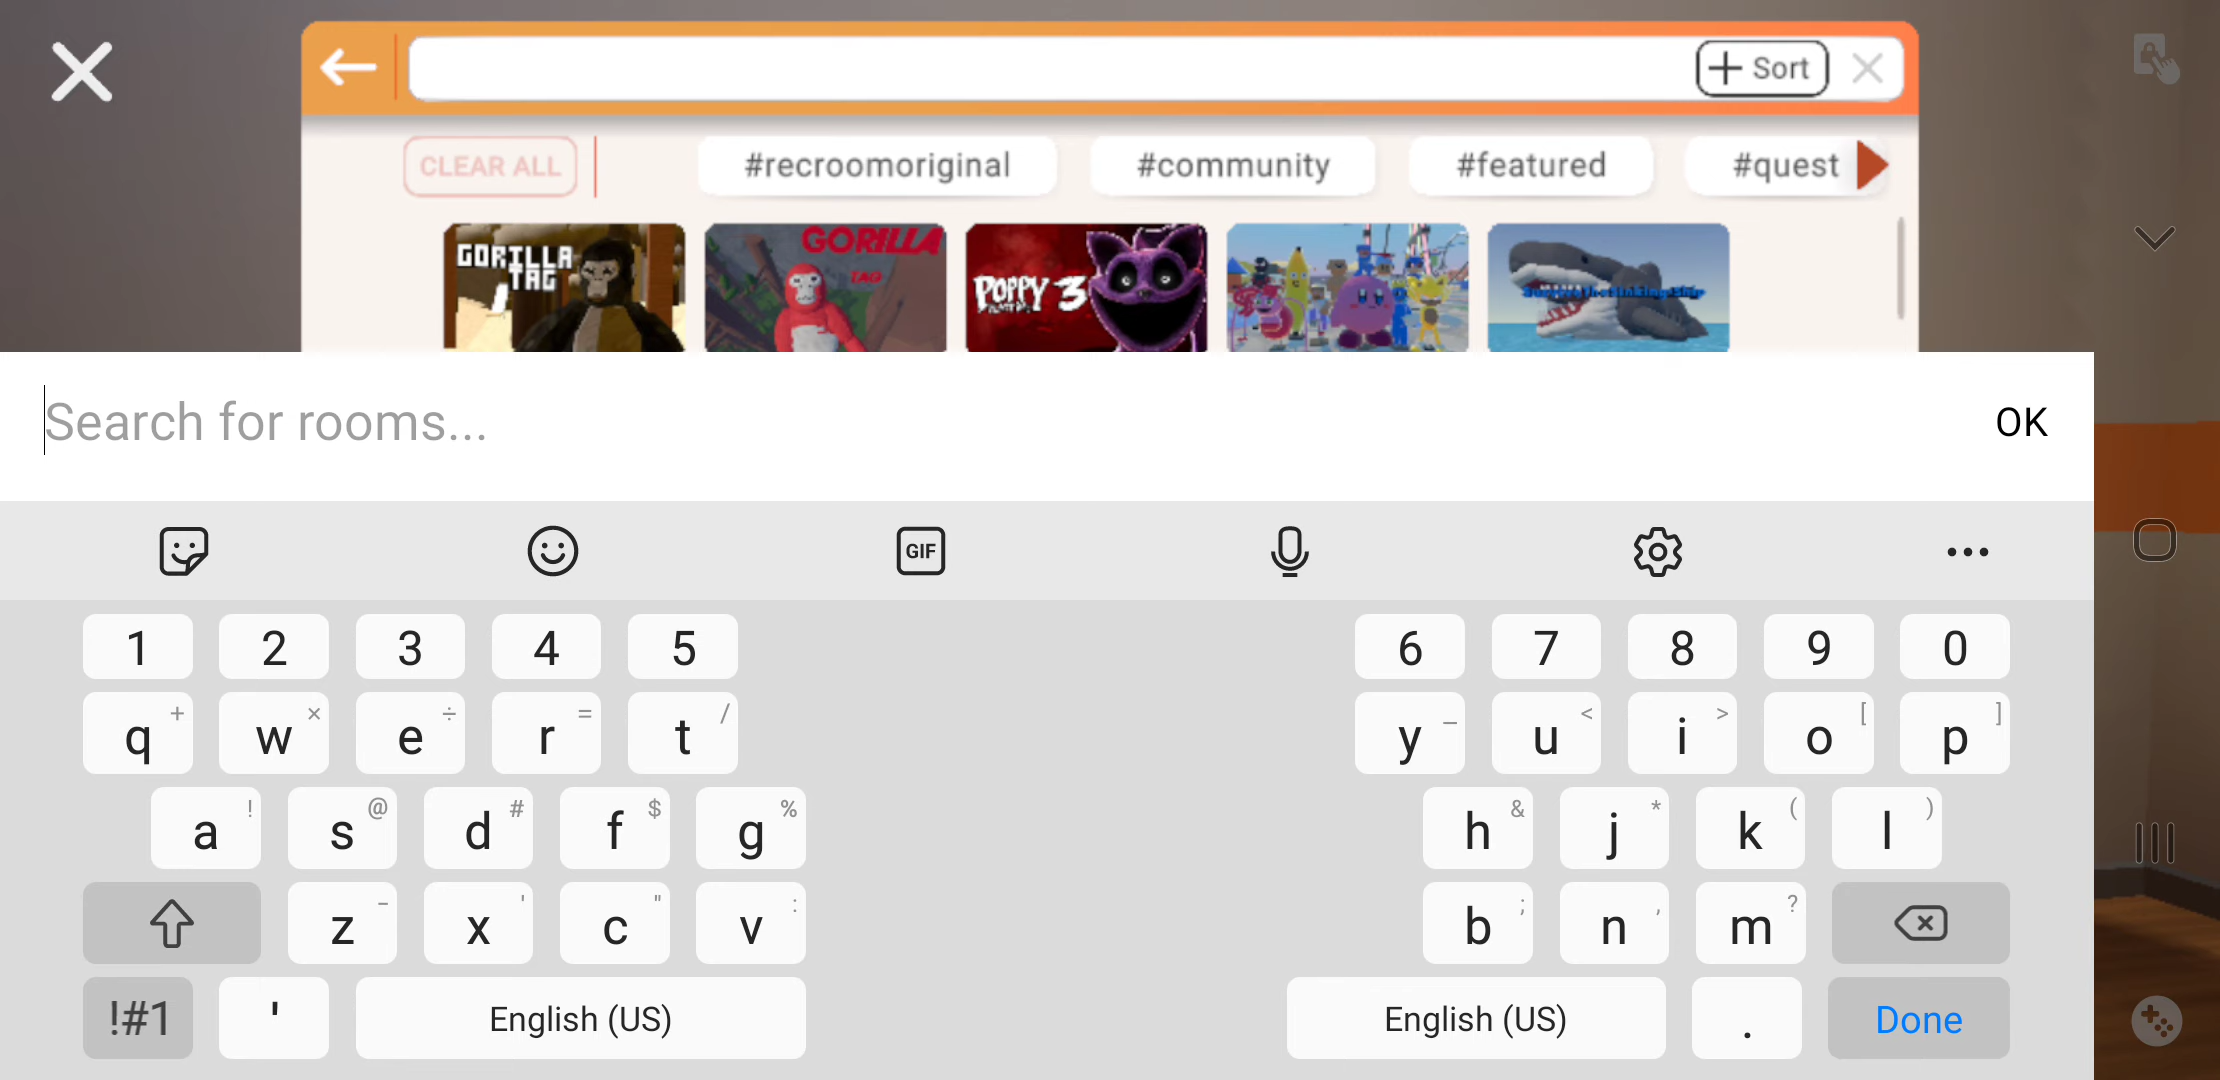 + Sort
CLEAR ALL
#recroomoriginal
#community
#featured
#quest
GORILLA
TAG
GORILLA
TAG
POPPY 3
Search for rooms...
OK
GIF
1 2 3 4 5 6 7 8 9 0
q + w × e ÷ r = t / y _ u < i > o [ p ]
a ! s @ d # f $ g % h & j * k ( l )
z - x ' c " v : b ; n , m ?
!#1 ' English (US) English (US) . Done